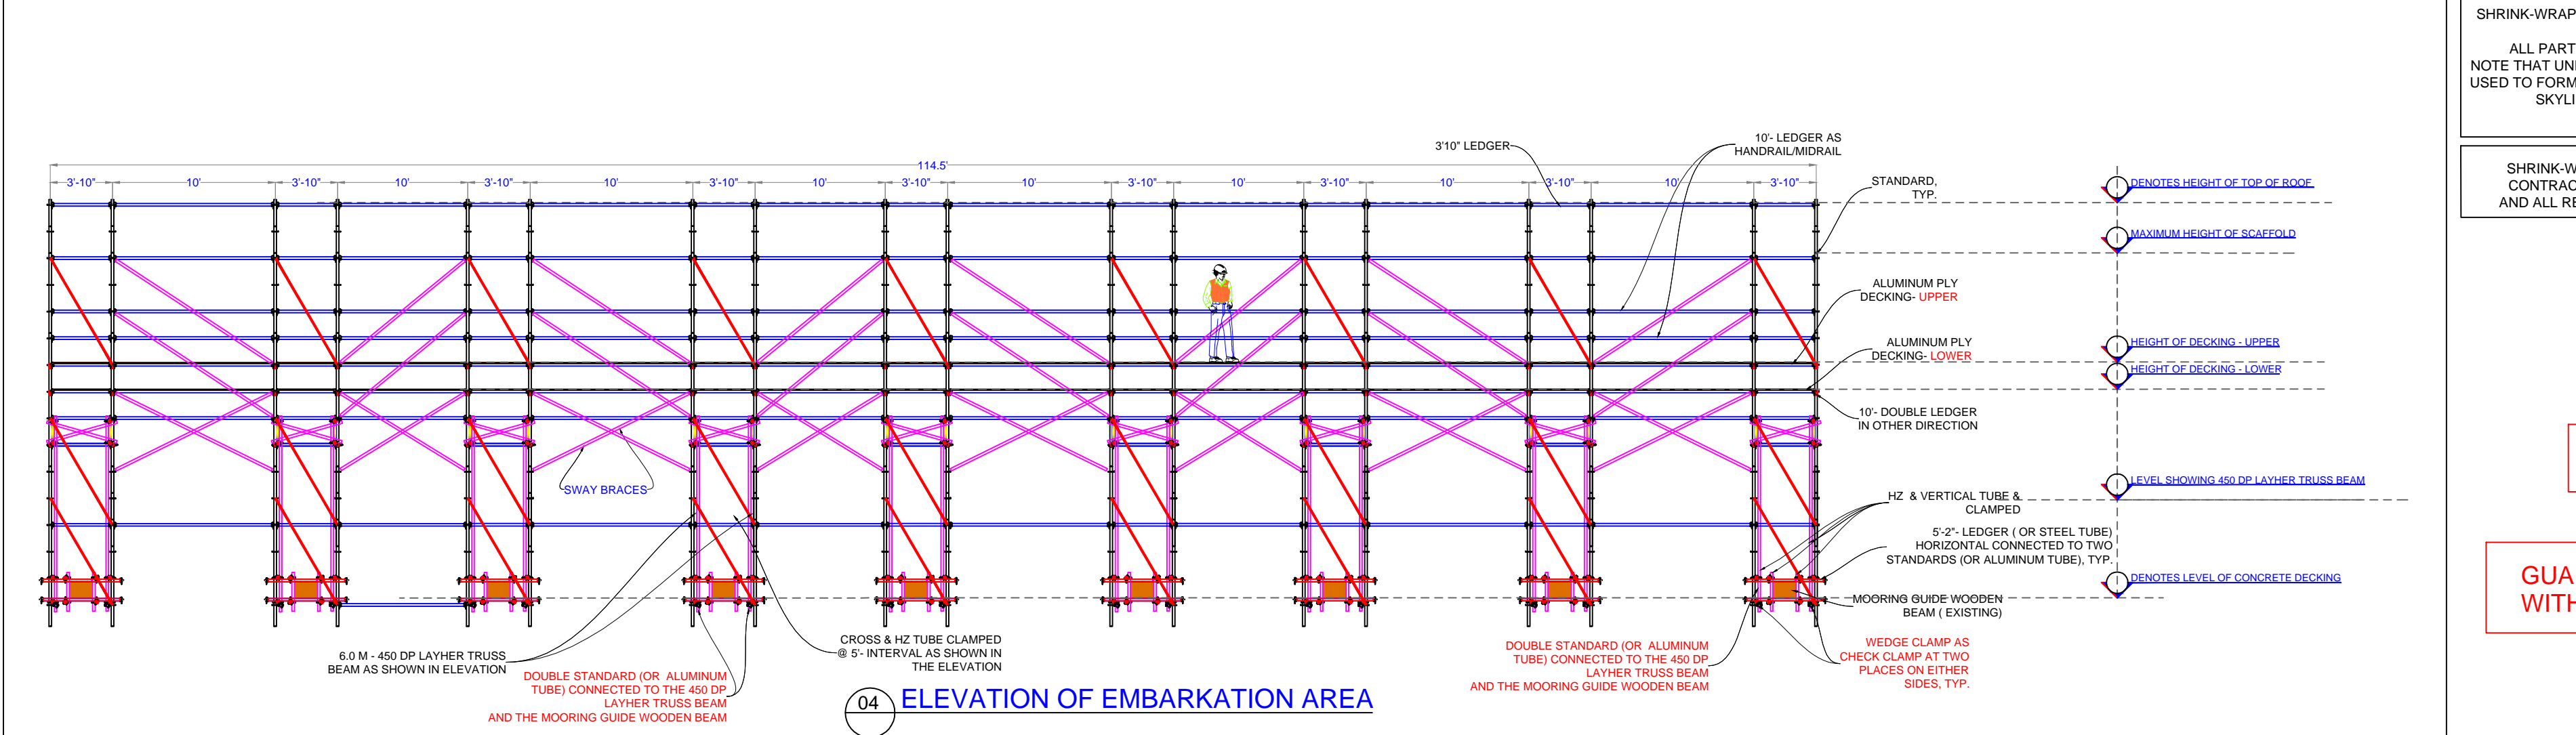 SHRINK-WRAP
ALL PART
NOTE THAT UN
USED TO FORM
SKYLI
SHRINK-W
CONTRAC
AND ALL RE
GUA
WITH
114.5'
3'-10" 10' 3'-10" 10' 3'-10" 10' 3'-10" 10' 3'-10" 10' 3'-10" 10' 3'-10" 10' 3'-10" 10' 3'-10"
3'10" LEDGER
10'- LEDGER AS
HANDRAIL/MIDRAIL
STANDARD,
TYP.
ALUMINUM PLY
DECKING- UPPER
ALUMINUM PLY
DECKING- LOWER
10'- DOUBLE LEDGER
IN OTHER DIRECTION
HZ & VERTICAL TUBE &
CLAMPED
5'-2"- LEDGER ( OR STEEL TUBE)
HORIZONTAL CONNECTED TO TWO
STANDARDS (OR ALUMINUM TUBE), TYP.
MOORING GUIDE WOODEN
BEAM ( EXISTING)
WEDGE CLAMP AS
CHECK CLAMP AT TWO
PLACES ON EITHER
SIDES, TYP.
DENOTES HEIGHT OF TOP OF ROOF
MAXIMUM HEIGHT OF SCAFFOLD
HEIGHT OF DECKING - UPPER
HEIGHT OF DECKING - LOWER
LEVEL SHOWING 450 DP LAYHER TRUSS BEAM
DENOTES LEVEL OF CONCRETE DECKING
SWAY BRACES
6.0 M - 450 DP LAYHER TRUSS
BEAM AS SHOWN IN ELEVATION
DOUBLE STANDARD (OR ALUMINUM
TUBE) CONNECTED TO THE 450 DP
LAYHER TRUSS BEAM
AND THE MOORING GUIDE WOODEN BEAM
CROSS & HZ TUBE CLAMPED
@ 5'- INTERVAL AS SHOWN IN
THE ELEVATION
DOUBLE STANDARD (OR ALUMINUM
TUBE) CONNECTED TO THE 450 DP
LAYHER TRUSS BEAM
AND THE MOORING GUIDE WOODEN BEAM
04 ELEVATION OF EMBARKATION AREA